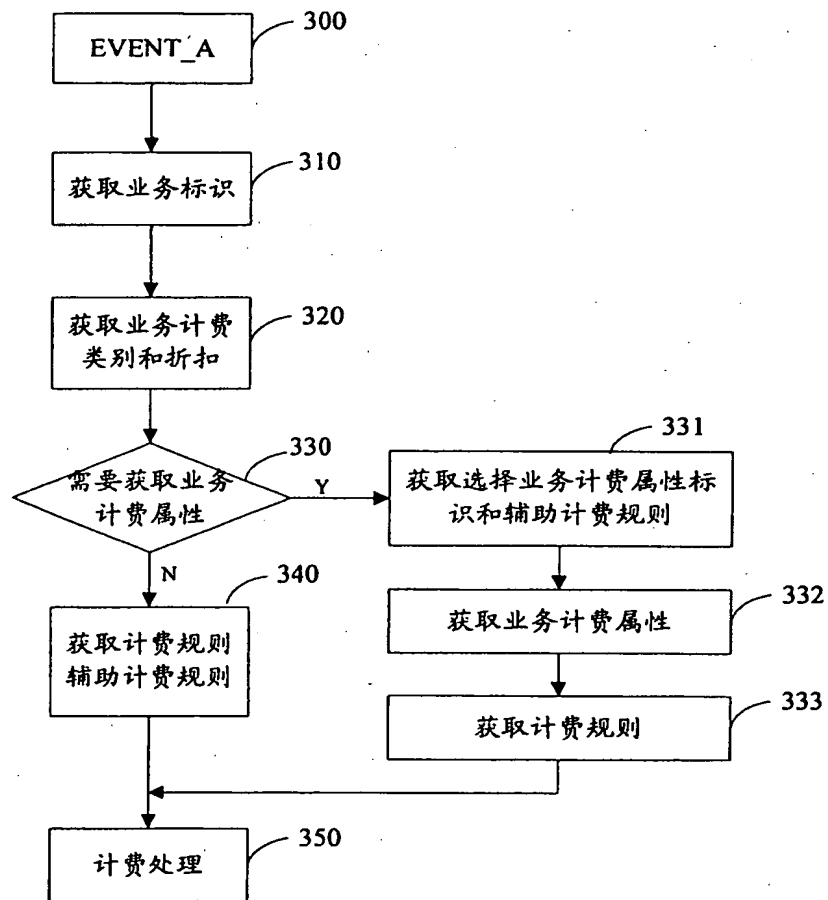 EVENT_A
300
获取业务标识
310
获取业务计费
类别和折扣
320
需要获取业务
计费属性
330
Y
N
获取选择业务计费属性标
识和辅助计费规则
331
获取业务计费属性
332
获取计费规则
333
获取计费规则
辅助计费规则
340
计费处理
350